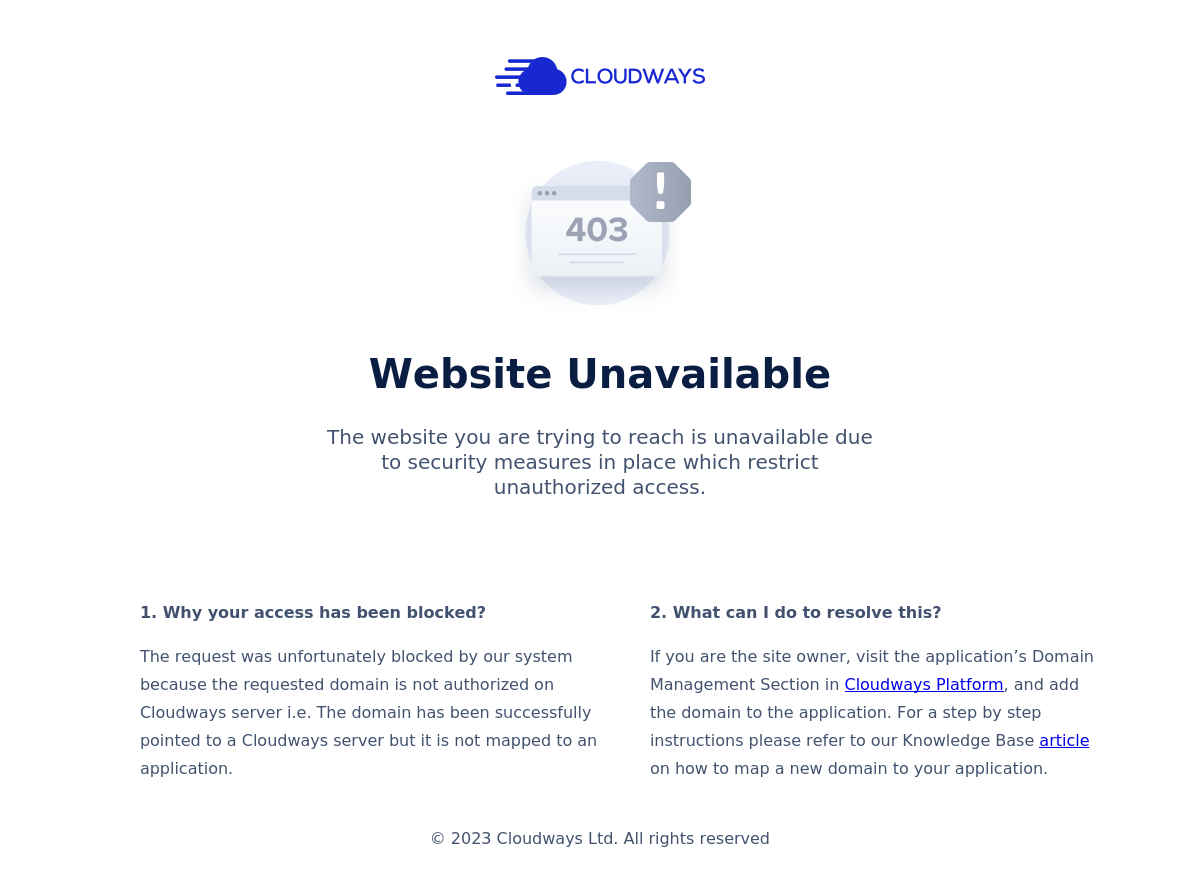 CLOUDWAYS
403
!
Website Unavailable
The website you are trying to reach is unavailable due
to security measures in place which restrict
unauthorized access.
1. Why your access has been blocked?
The request was unfortunately blocked by our system
because the requested domain is not authorized on
Cloudways server i.e. The domain has been successfully
pointed to a Cloudways server but it is not mapped to an
application.
2. What can I do to resolve this?
If you are the site owner, visit the application’s Domain
Management Section in Cloudways Platform, and add
the domain to the application. For a step by step
instructions please refer to our Knowledge Base article
on how to map a new domain to your application.
© 2023 Cloudways Ltd. All rights reserved